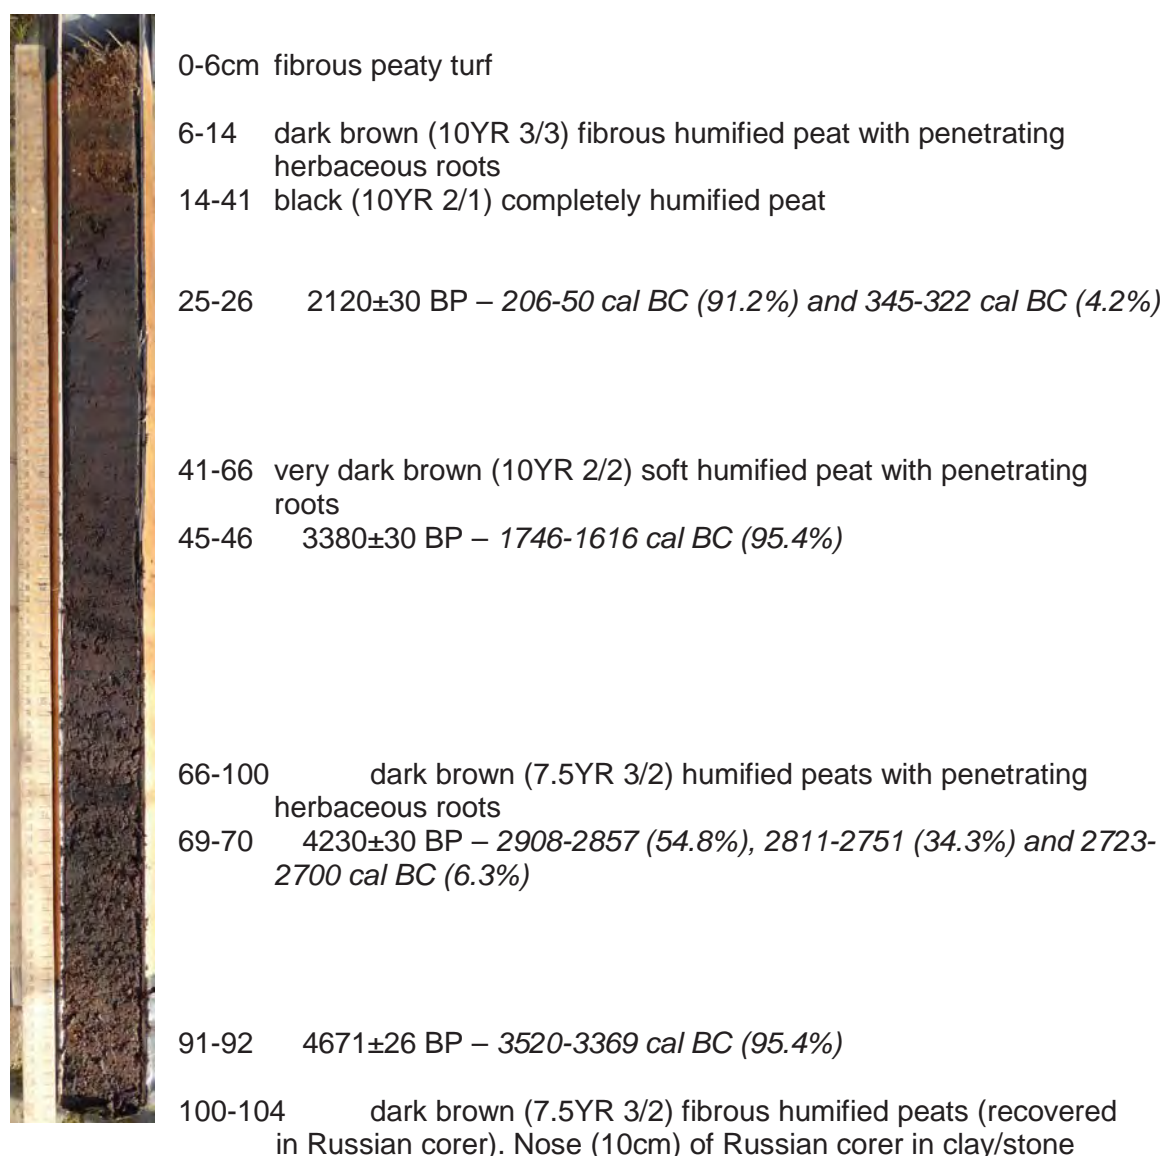 0-6cm fibrous peaty turf
6-14 dark brown (10YR 3/3) fibrous humified peat with penetrating
herbaceous roots
14-41 black (10YR 2/1) completely humified peat
25-26 2120±30 BP – 206-50 cal BC (91.2%) and 345-322 cal BC (4.2%)
41-66 very dark brown (10YR 2/2) soft humified peat with penetrating
roots
45-46 3380±30 BP – 1746-1616 cal BC (95.4%)
66-100 dark brown (7.5YR 3/2) humified peats with penetrating
herbaceous roots
69-70 4230±30 BP – 2908-2857 (54.8%), 2811-2751 (34.3%) and 2723-
2700 cal BC (6.3%)
91-92 4671±26 BP – 3520-3369 cal BC (95.4%)
100-104 dark brown (7.5YR 3/2) fibrous humified peats (recovered
in Russian corer). Nose (10cm) of Russian corer in clay/stone